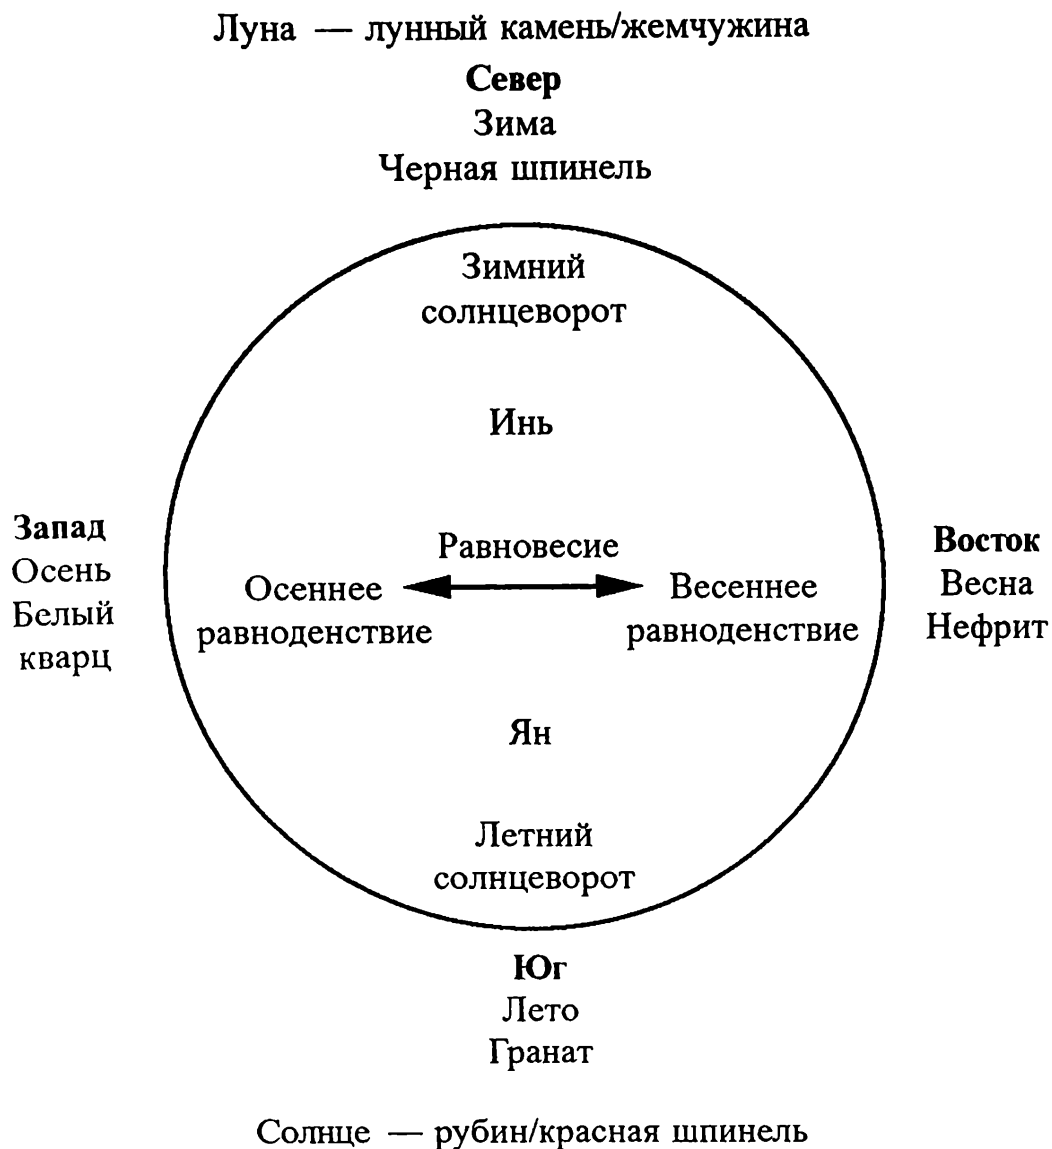 Луна — лунный камень/жемчужина
Север
Зима
Черная шпинель
Зимний
солнцеворот
Инь
Запад
Осень
Белый
кварц
Равновесие
Осеннее
равноденствие
Весеннее
равноденствие
Восток
Весна
Нефрит
Ян
Летний
солнцеворот
Юг
Лето
Гранат
Солнце — рубин/красная шпинель